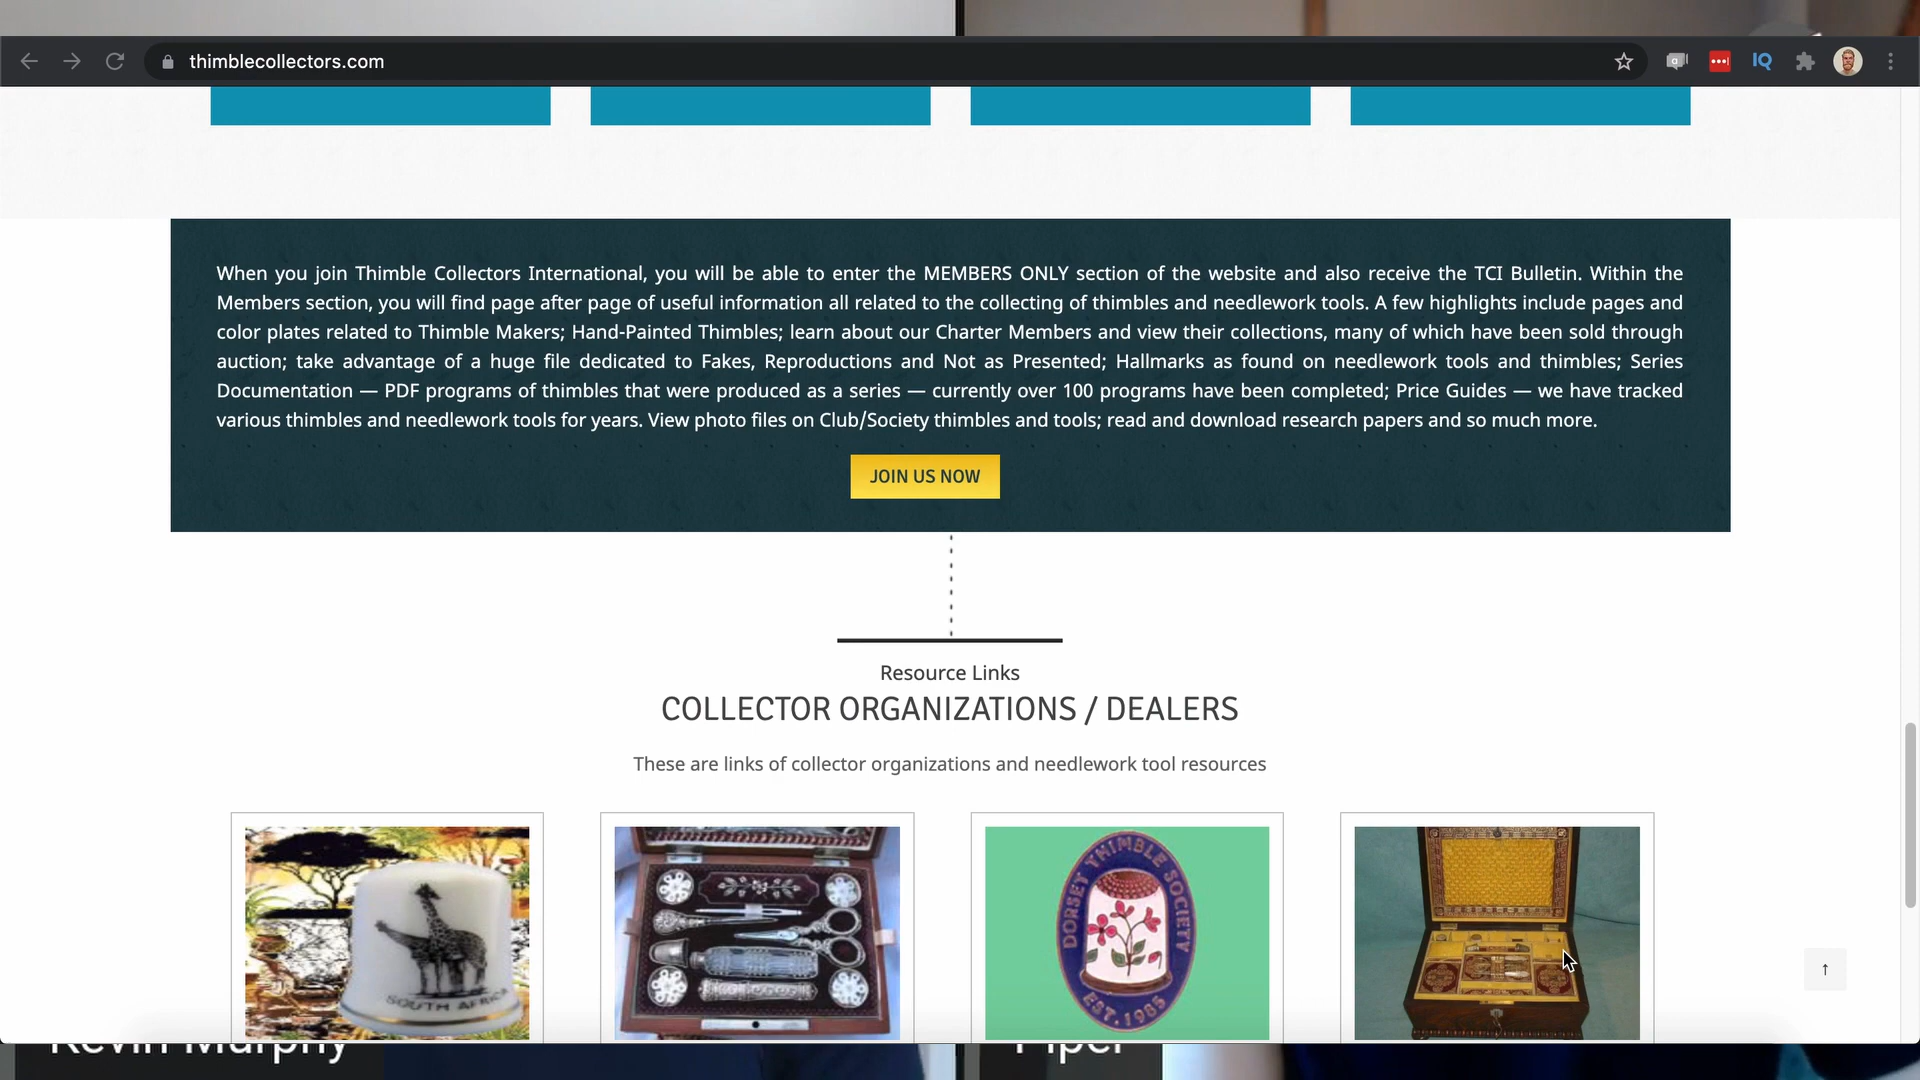 thimblecollectors.com
IQ
When you join Thimble Collectors International, you will be able to enter the MEMBERS ONLY section of the website and also receive the TCI Bulletin. Within the
Members section, you will find page after page of useful information all related to the collecting of thimbles and needlework tools. A few highlights include pages and
color plates related to Thimble Makers; Hand-Painted Thimbles; learn about our Charter Members and view their collections, many of which have been sold through
auction; take advantage of a huge file dedicated to Fakes, Reproductions and Not as Presented; Hallmarks as found on needlework tools and thimbles; Series
Documentation — PDF programs of thimbles that were produced as a series — currently over 100 programs have been completed; Price Guides — we have tracked
various thimbles and needlework tools for years. View photo files on Club/Society thimbles and tools; read and download research papers and so much more.
JOIN US NOW
Resource Links
COLLECTOR ORGANIZATIONS / DEALERS
These are links of collector organizations and needlework tool resources
SOUTH AFRICA
DORSET THIMBLE SOCIETY
EST. 1985
↑
Kevin Murphy
Piper